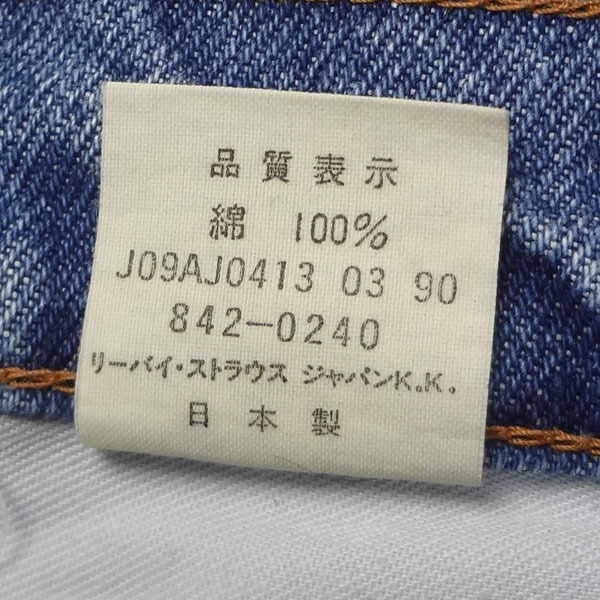 品質表示
綿 100%
J09AJ0413 03 90
842-0240
リーバイ・ストラウス ジャパンK.K.
日本製